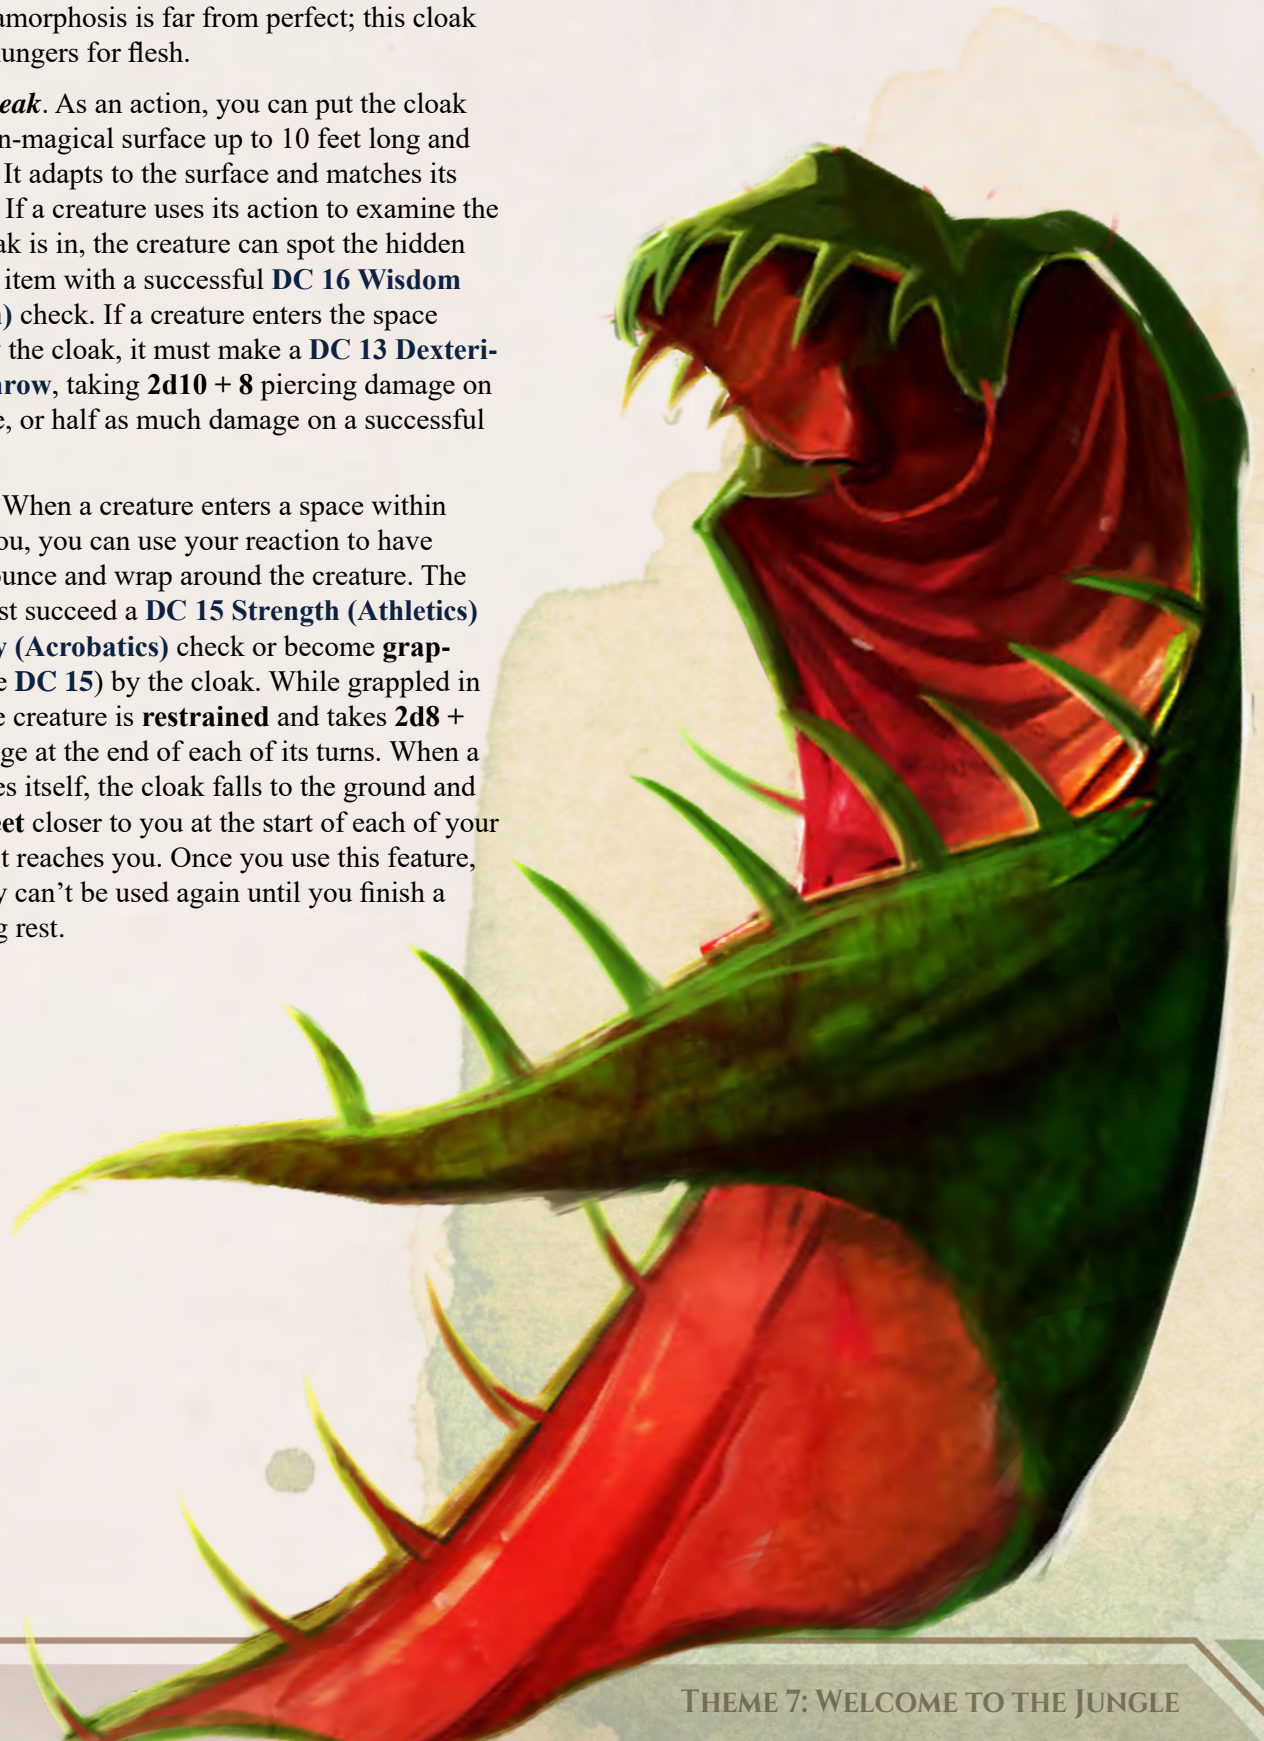 amorphosis is far from perfect; this cloak
ungers for flesh.
eak. As an action, you can put the cloak
n-magical surface up to 10 feet long and
It adapts to the surface and matches its
If a creature uses its action to examine the
ak is in, the creature can spot the hidden
item with a successful DC 16 Wisdom
) check. If a creature enters the space
the cloak, it must make a DC 13 Dexteri-
row, taking 2d10 + 8 piercing damage on
e, or half as much damage on a successful
When a creature enters a space within
ou, you can use your reaction to have
ounce and wrap around the creature. The
st succeed a DC 15 Strength (Athletics)
y (Acrobatics) check or become grap-
e DC 15) by the cloak. While grappled in
e creature is restrained and takes 2d8 +
ge at the end of each of its turns. When a
es itself, the cloak falls to the ground and
eet closer to you at the start of each of your
t reaches you. Once you use this feature,
y can’t be used again until you finish a
g rest.
Theme 7: Welcome to the Jungle